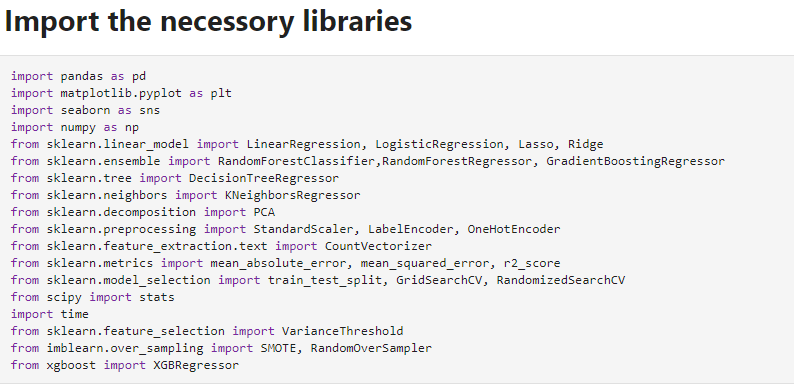 Import the necessory libraries
import pandas as pd
import matplotlib.pyplot as plt
import seaborn as sns
import numpy as np
from sklearn.linear_model import LinearRegression, LogisticRegression, Lasso, Ridge
from sklearn.ensemble import RandomForestClassifier,RandomForestRegressor, GradientBoostingRegressor
from sklearn.tree import DecisionTreeRegressor
from sklearn.neighbors import KNeighborsRegressor
from sklearn.decomposition import PCA
from sklearn.preprocessing import StandardScaler, LabelEncoder, OneHotEncoder
from sklearn.feature_extraction.text import CountVectorizer
from sklearn.metrics import mean_absolute_error, mean_squared_error, r2_score
from sklearn.model_selection import train_test_split, GridSearchCV, RandomizedSearchCV
from scipy import stats
import time
from sklearn.feature_selection import VarianceThreshold
from imblearn.over_sampling import SMOTE, RandomOverSampler
from xgboost import XGBRegressor